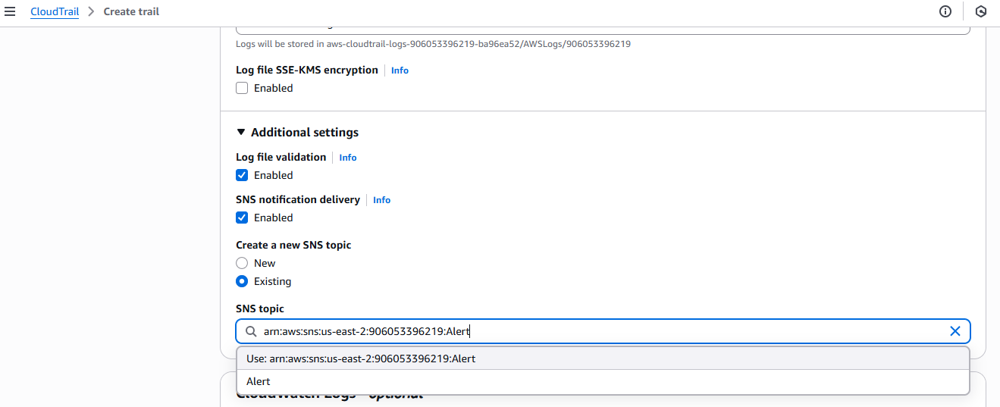 CloudTrail > Create trail
Logs will be stored in aws-cloudtrail-logs-906053396219-ba96ea52/AWSLogs/906053396219
Log file SSE-KMS encryption | Info
Enabled
Additional settings
Log file validation | Info
Enabled
SNS notification delivery | Info
Enabled
Create a new SNS topic
New
Existing
SNS topic
arn:aws:sns:us-east-2:906053396219:Alert
Use: arn:aws:sns:us-east-2:906053396219:Alert
Alert
CloudWatch Logs - optional